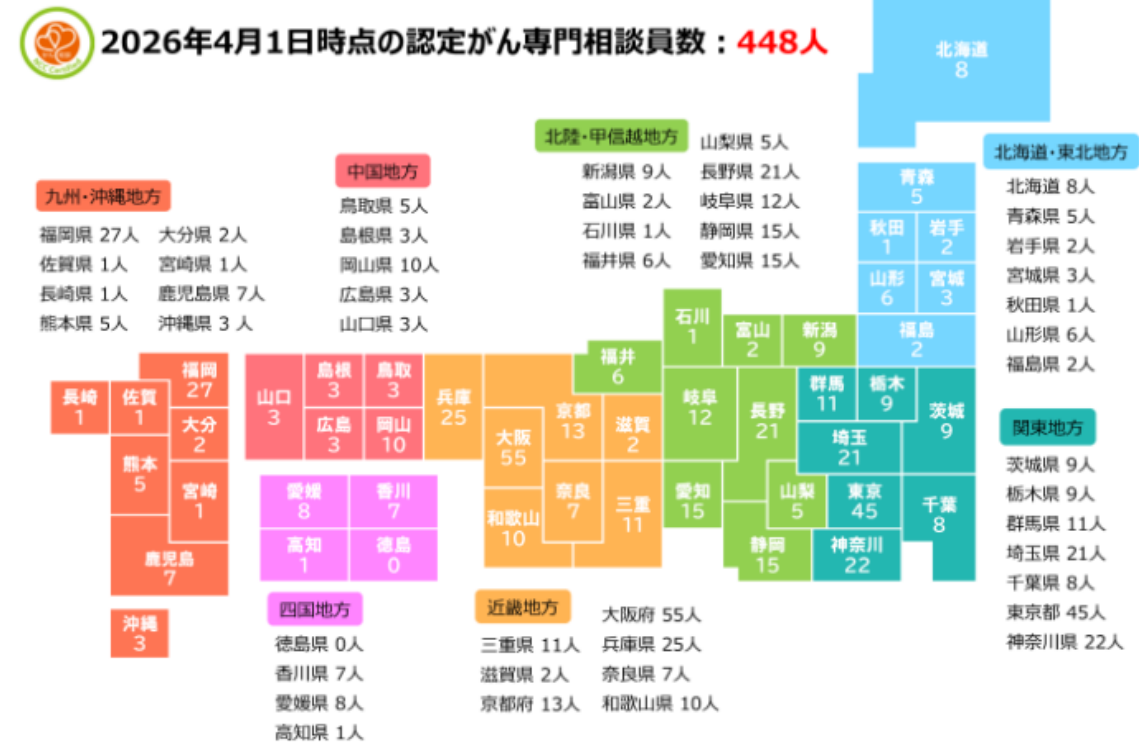 2026年4月1日時点の認定がん専門相談員数：448人
北海道
8
北海道・東北地方
北海道 8人
青森県 5人
岩手県 2人
宮城県 3人
秋田県 1人
山形県 6人
福島県 2人
北陸・甲信越地方
新潟県 9人
富山県 2人
石川県 1人
福井県 6人
山梨県 5人
長野県 21人
岐阜県 12人
静岡県 15人
愛知県 15人
中国地方
鳥取県 5人
島根県 3人
岡山県 10人
広島県 3人
山口県 3人
九州・沖縄地方
福岡県 27人
佐賀県 1人
長崎県 1人
熊本県 5人
大分県 2人
宮崎県 1人
鹿児島県 7人
沖縄県 3 人
青森
5
秋田
1
岩手
2
山形
6
宮城
3
福島
2
石川
1
富山
2
新潟
9
福井
6
岐阜
12
長野
21
愛知
15
山梨
5
静岡
15
群馬
11
栃木
9
茨城
9
埼玉
21
東京
45
千葉
8
神奈川
22
兵庫
25
京都
13
滋賀
2
大阪
55
奈良
7
三重
11
和歌山
10
山口
3
島根
3
鳥取
3
広島
3
岡山
10
愛媛
8
香川
7
高知
1
徳島
0
福岡
27
長崎
1
佐賀
1
大分
2
熊本
5
宮崎
1
鹿児島
7
沖縄
3
関東地方
茨城県 9人
栃木県 9人
群馬県 11人
埼玉県 21人
千葉県 8人
東京都 45人
神奈川県 22人
四国地方
徳島県 0人
香川県 7人
愛媛県 8人
高知県 1人
近畿地方
三重県 11人
滋賀県 2人
京都府 13人
大阪府 55人
兵庫県 25人
奈良県 7人
和歌山県 10人